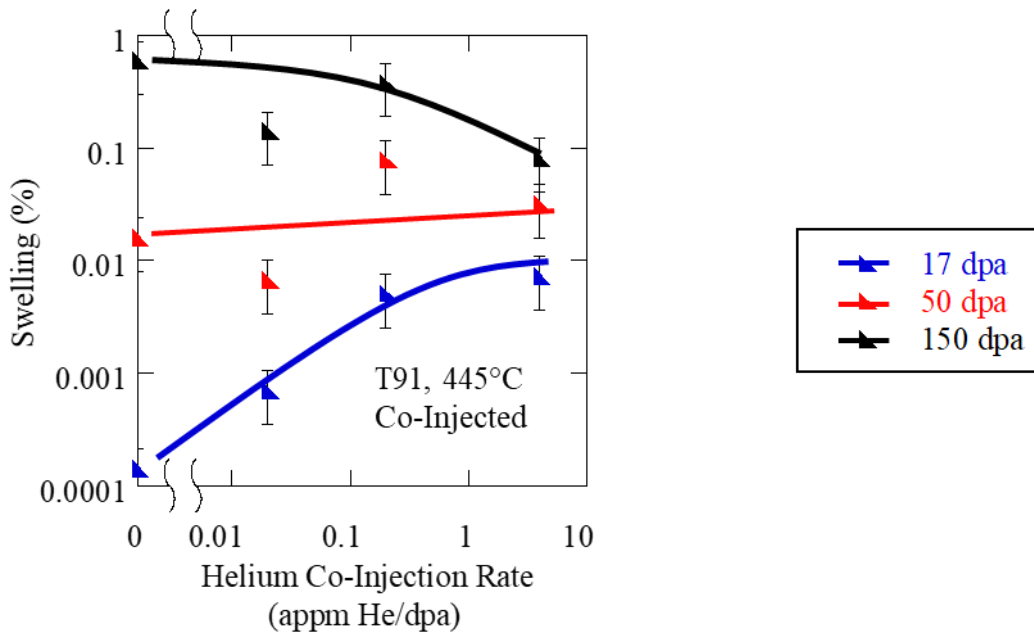 1
0.1
0.01
0.001
0.0001
Swelling (%)
T91, 445°C
Co-Injected
0
0.01
0.1
1
10
Helium Co-Injection Rate
(appm He/dpa)
17 dpa
50 dpa
150 dpa